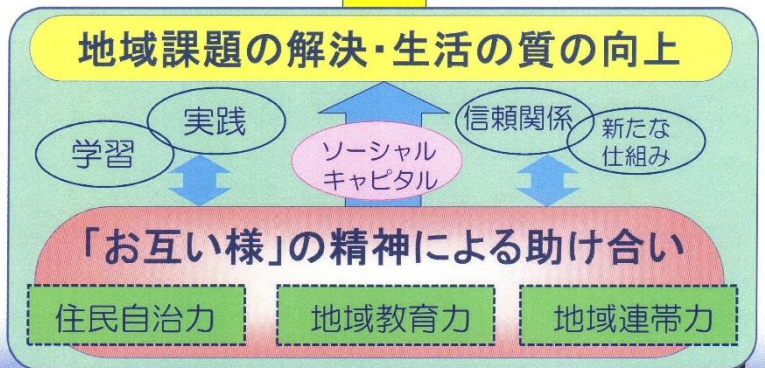 地域課題の解決・生活の質の向上
学習
実践
ソーシャル
キャピタル
信頼関係
新たな
仕組み
「お互い様」の精神による助け合い
住民自治力
地域教育力
地域連帯力